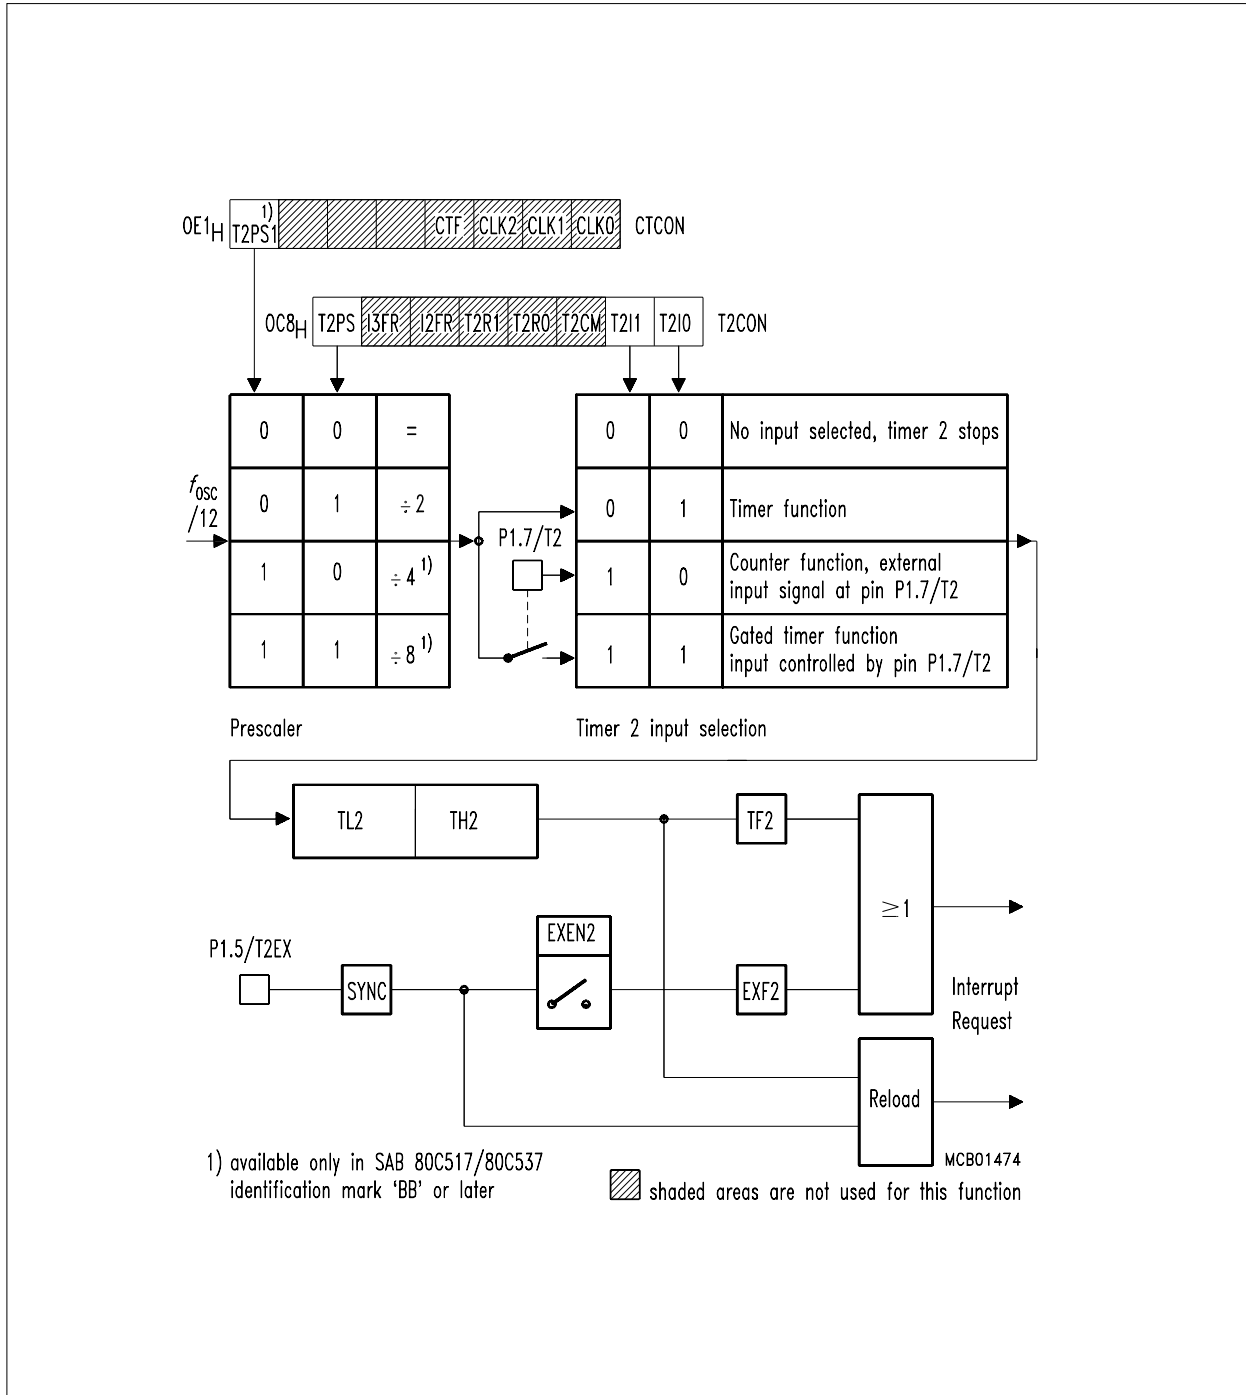 1)
0E1H T2PS1 CTF CLK2 CLK1 CLK0 CTCON
0C8H T2PS I3FR I2FR T2R1 T2R0 T2CM T2I1 T2I0 T2CON
0 0 =
0 1 ÷2
1 0 ÷4 1)
1 1 ÷8 1)
fosc
/12
P1.7/T2
0 0 No input selected, timer 2 stops
0 1 Timer function
1 0 Counter function, external
input signal at pin P1.7/T2
1 1 Gated timer function
input controlled by pin P1.7/T2
Prescaler
Timer 2 input selection
TL2 TH2
TF2
≥1
EXEN2
P1.5/T2EX
SYNC
EXF2
Interrupt
Request
Reload
MCB01474
1) available only in SAB 80C517/80C537
identification mark ‘BB’ or later
shaded areas are not used for this function